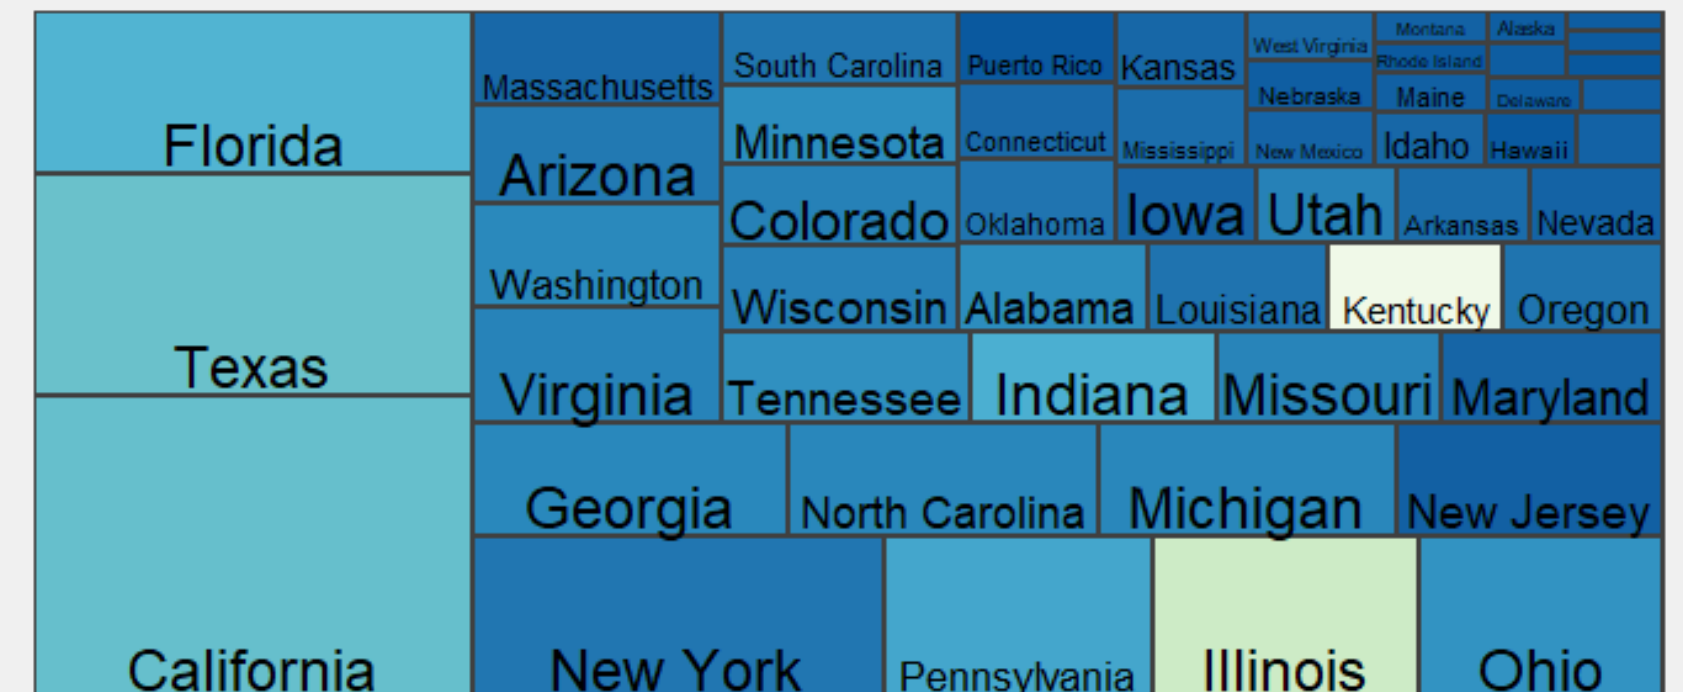 Florida
Texas
California
Massachusetts
Arizona
Washington
Virginia
South Carolina
Minnesota
Colorado
Wisconsin
Puerto Rico
Connecticut
Oklahoma
Kansas
Mississippi
West Virginia
Nebraska
New Mexico
Montana
Rhode Island
Maine
Idaho
Alaska
Delaware
Hawaii
Iowa
Utah
Arkansas
Nevada
Alabama
Louisiana
Kentucky
Oregon
Tennessee
Indiana
Missouri
Maryland
Georgia
North Carolina
Michigan
New Jersey
New York
Pennsylvania
Illinois
Ohio